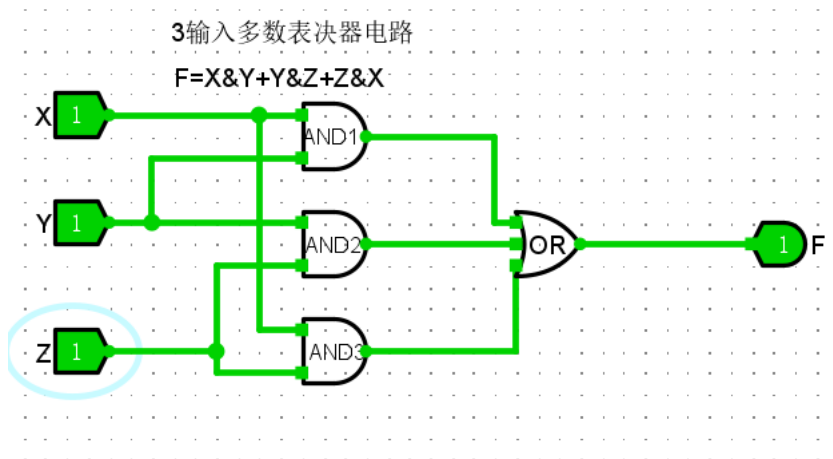 3输入多数表决器电路
F=X&Y+Y&Z+Z&X
X 1
AND1
Y 1
AND2
OR
1 F
Z 1
AND3